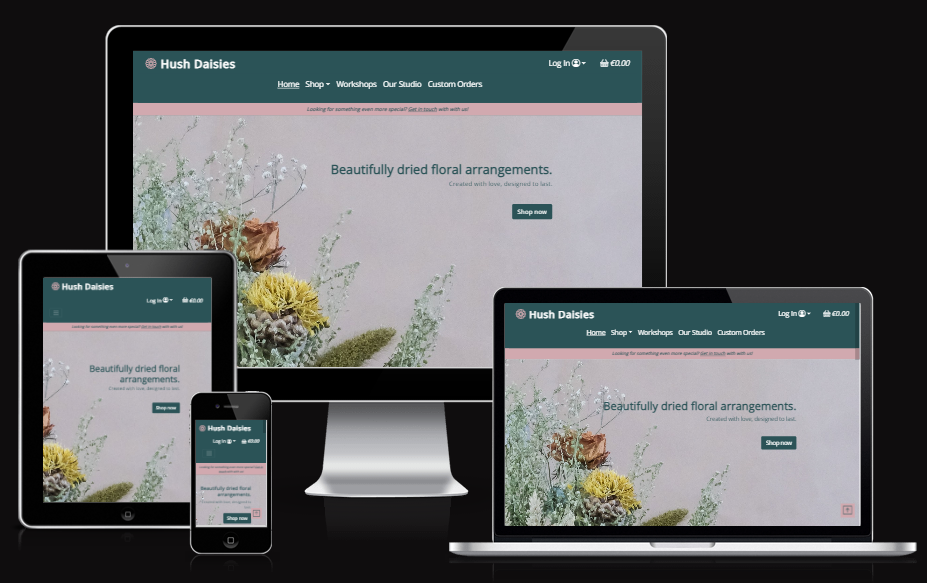 Hush Daisies
Log In €0.00
Home Shop Workshops Our Studio Custom Orders
Looking for something even more special? Get in touch with with us!
Beautifully dried floral arrangements.
Created with love, designed to last.
Shop now
Hush Daisies
Log In €0.00
Looking for something even more special? Get in touch with with us!
Beautifully dried floral
arrangements.
Created with love, designed to last.
Shop now
Hush Daisies
Log In €0.00
Beautifully dried floral
arrangements.
Shop now
Hush Daisies
Log In €0.00
Home Shop Workshops Our Studio Custom Orders
Looking for something even more special? Get in touch with with us!
Beautifully dried floral arrangements.
Created with love, designed to last.
Shop now